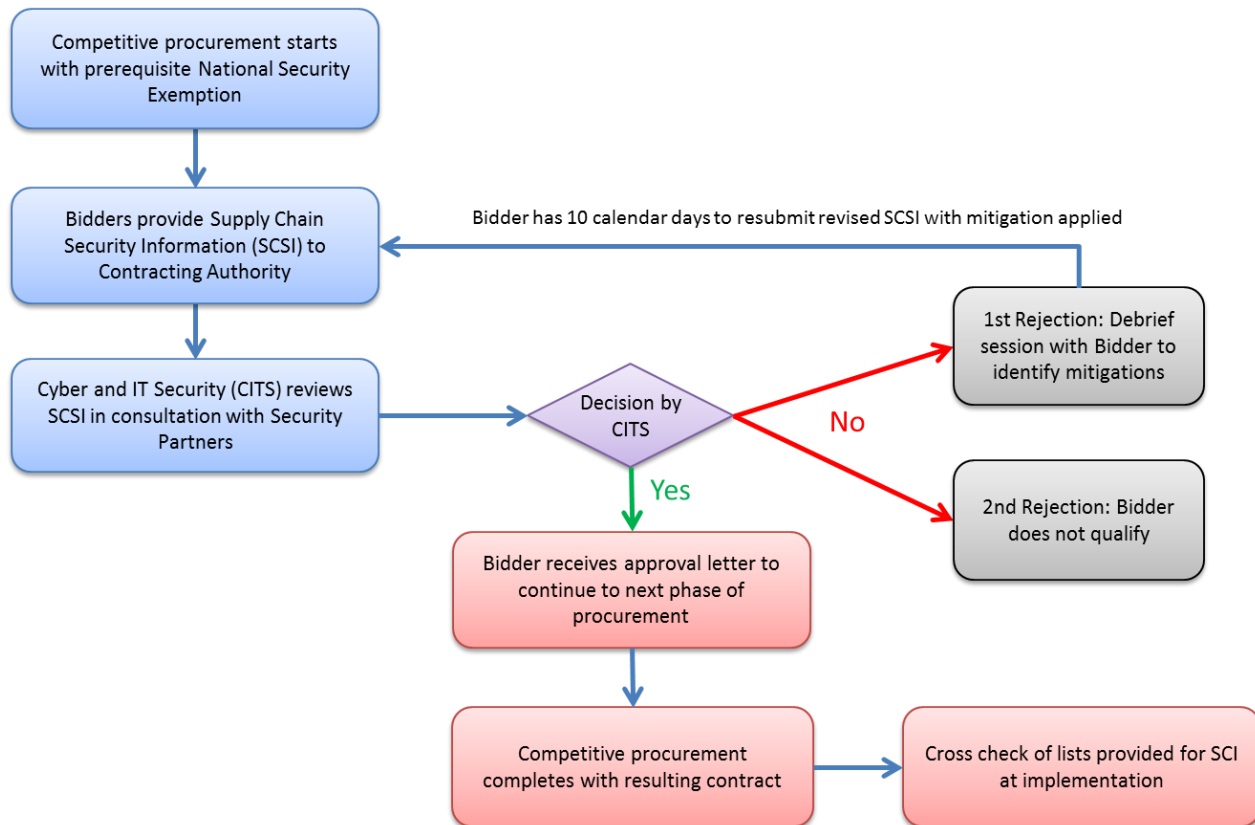 Competitive procurement starts
with prerequisite National Security
Exemption
Bidders provide Supply Chain
Security Information (SCSI) to
Contracting Authority
Bidder has 10 calendar days to resubmit revised SCSI with mitigation applied
1st Rejection: Debrief
session with Bidder to
identify mitigations
Cyber and IT Security (CITS) reviews
SCSI in consultation with Security
Partners
Decision by
CITS
No
Yes
2nd Rejection: Bidder
does not qualify
Bidder receives approval letter to
continue to next phase of
procurement
Competitive procurement
completes with resulting contract
Cross check of lists provided for SCI
at implementation